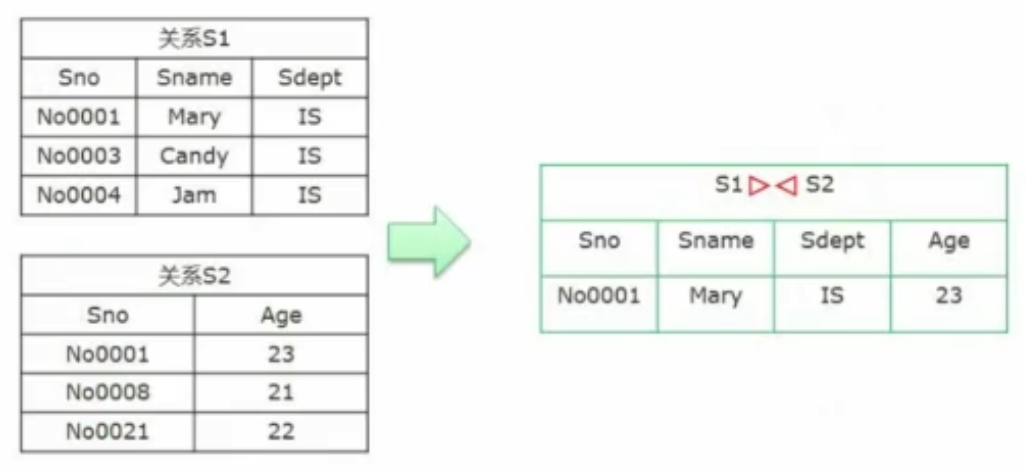 关系S1
Sno Sname Sdept
No0001 Mary IS
No0003 Candy IS
No0004 Jam IS
关系S2
Sno Age
No0001 23
No0008 21
No0021 22
S1 ▷◁ S2
Sno Sname Sdept Age
No0001 Mary IS 23